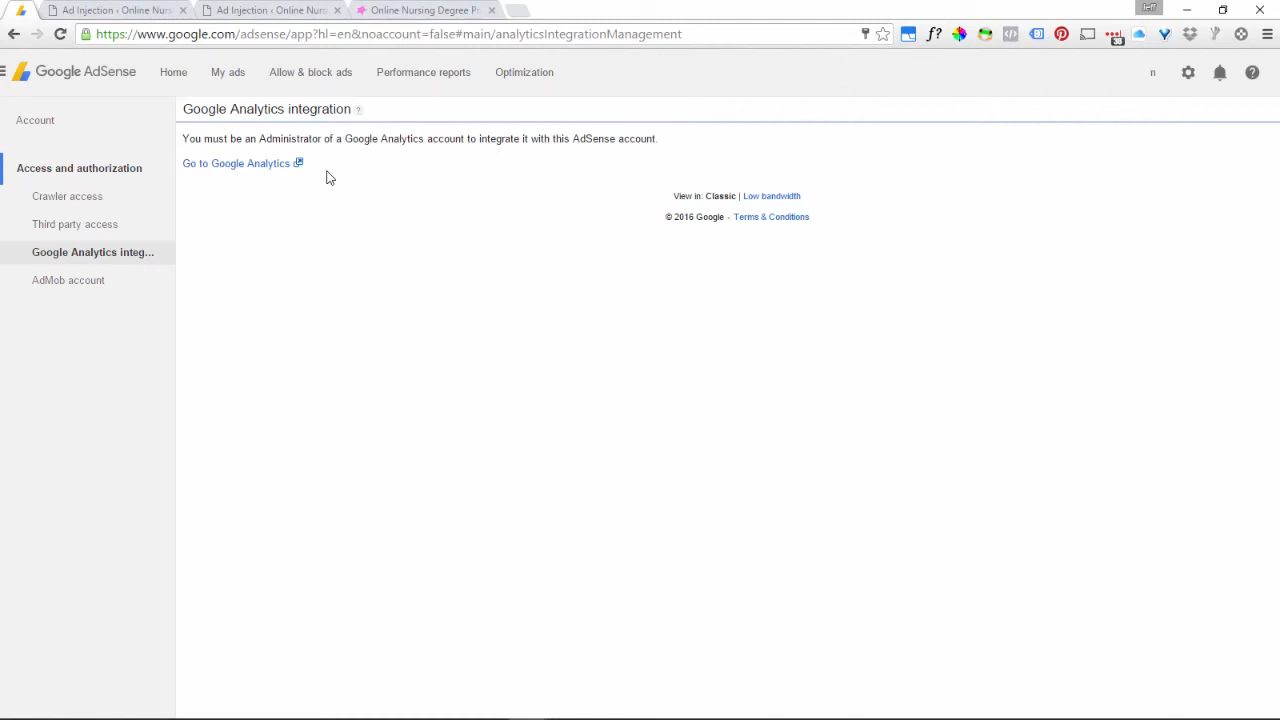 Ad Injection ‹ Online Nurs
Ad Injection ‹ Online Nurs
Online Nursing Degree Pr
https://www.google.com/adsense/app?hl=en&noaccount=false#main/analyticsIntegrationManagement
Google AdSense
Home
My ads
Allow & block ads
Performance reports
Optimization
n
Account
Access and authorization
Crawler access
Third party access
Google Analytics integ...
AdMob account
Google Analytics integration ?
You must be an Administrator of a Google Analytics account to integrate it with this AdSense account.
Go to Google Analytics
View in: Classic | Low bandwidth
© 2016 Google - Terms & Conditions